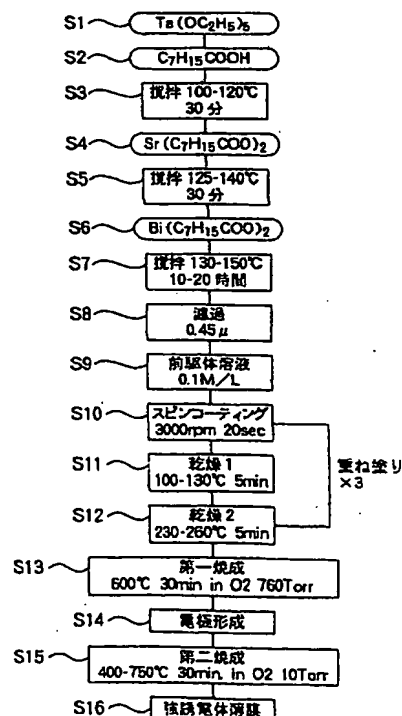 S1 Ta(OC2H5)5
S2 C7H15COOH
S3 攪拌 100-120℃
30分
S4 Sr(C7H15COO)2
S5 攪拌 125-140℃
30分
S6 Bi(C7H15COO)2
S7 攪拌 130-150℃
10-20時間
S8 濾過
0.45μ
S9 前駆体溶液
0.1M/L
S10 スピンコーティング
3000rpm 20sec
S11 乾燥1
100-130℃ 5min
重ね塗り
×3
S12 乾燥2
230-260℃ 5min
S13 第一焼成
600℃ 30min in O2 760Torr
S14 電極形成
S15 第二焼成
400-750℃ 30min. in O2 10Torr
S16 強誘電体薄膜